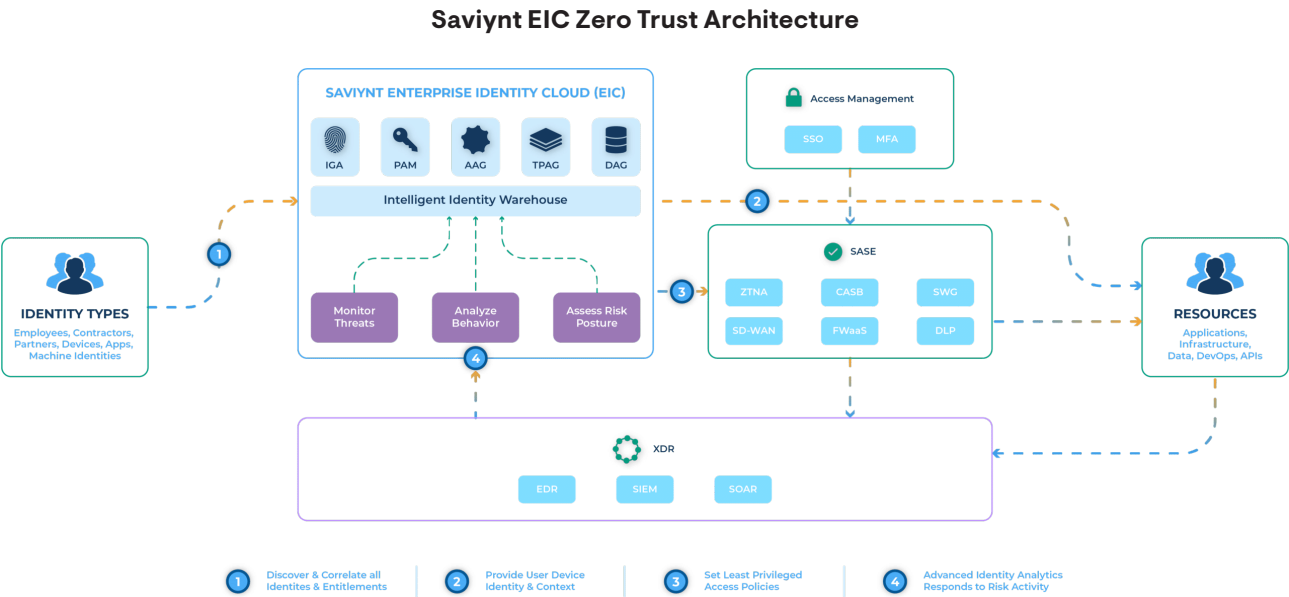 Saviynt EIC Zero Trust Architecture
SAVIYNT ENTERPRISE IDENTITY CLOUD (EIC)
IGA
PAM
AAG
TPAG
DAG
Intelligent Identity Warehouse
Monitor
Threats
Analyze
Behavior
Assess Risk
Posture
Access Management
SSO
MFA
1
2
3
4
IDENTITY TYPES
Employees, Contractors,
Partners, Devices, Apps,
Machine Identities
SASE
ZTNA
CASB
SWG
SD-WAN
FWaaS
DLP
RESOURCES
Applications,
Infrastructure,
Data, DevOps, APIs
XDR
EDR
SIEM
SOAR
1
Discover & Correlate all
Identites & Entitlements
2
Provide User Device
Identity & Context
3
Set Least Privileged
Access Policies
4
Advanced Identity Analytics
Responds to Risk Activity